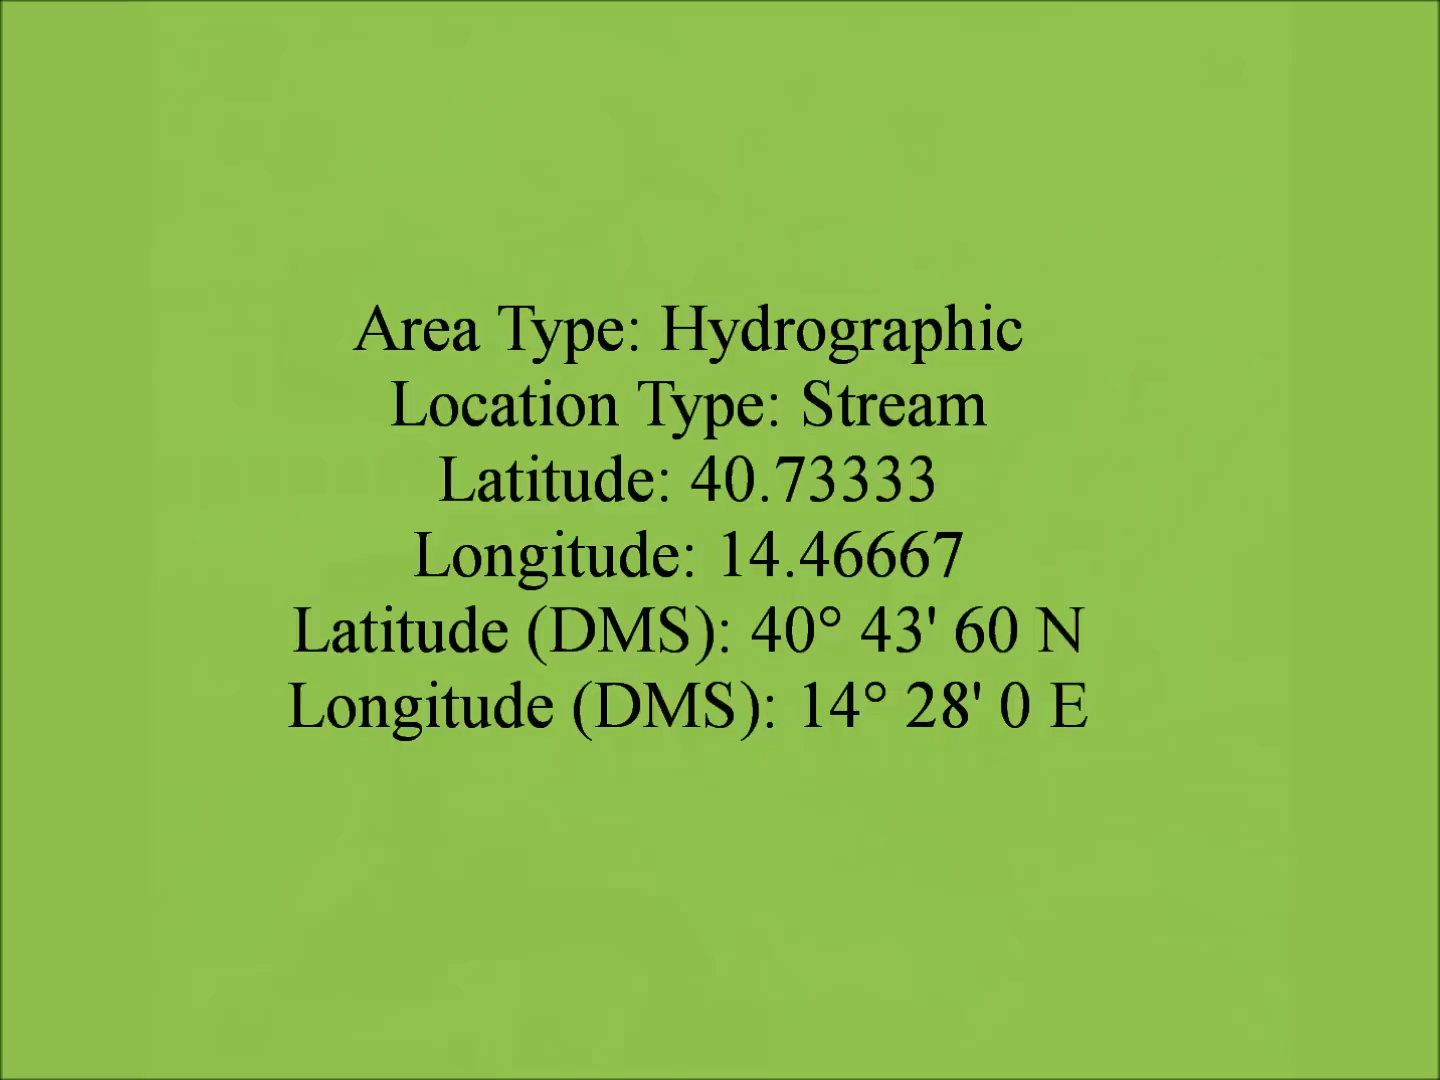 Area Type: Hydrographic
Location Type: Stream
Latitude: 40.73333
Longitude: 14.46667
Latitude (DMS): 40° 43' 60 N
Longitude (DMS): 14° 28' 0 E